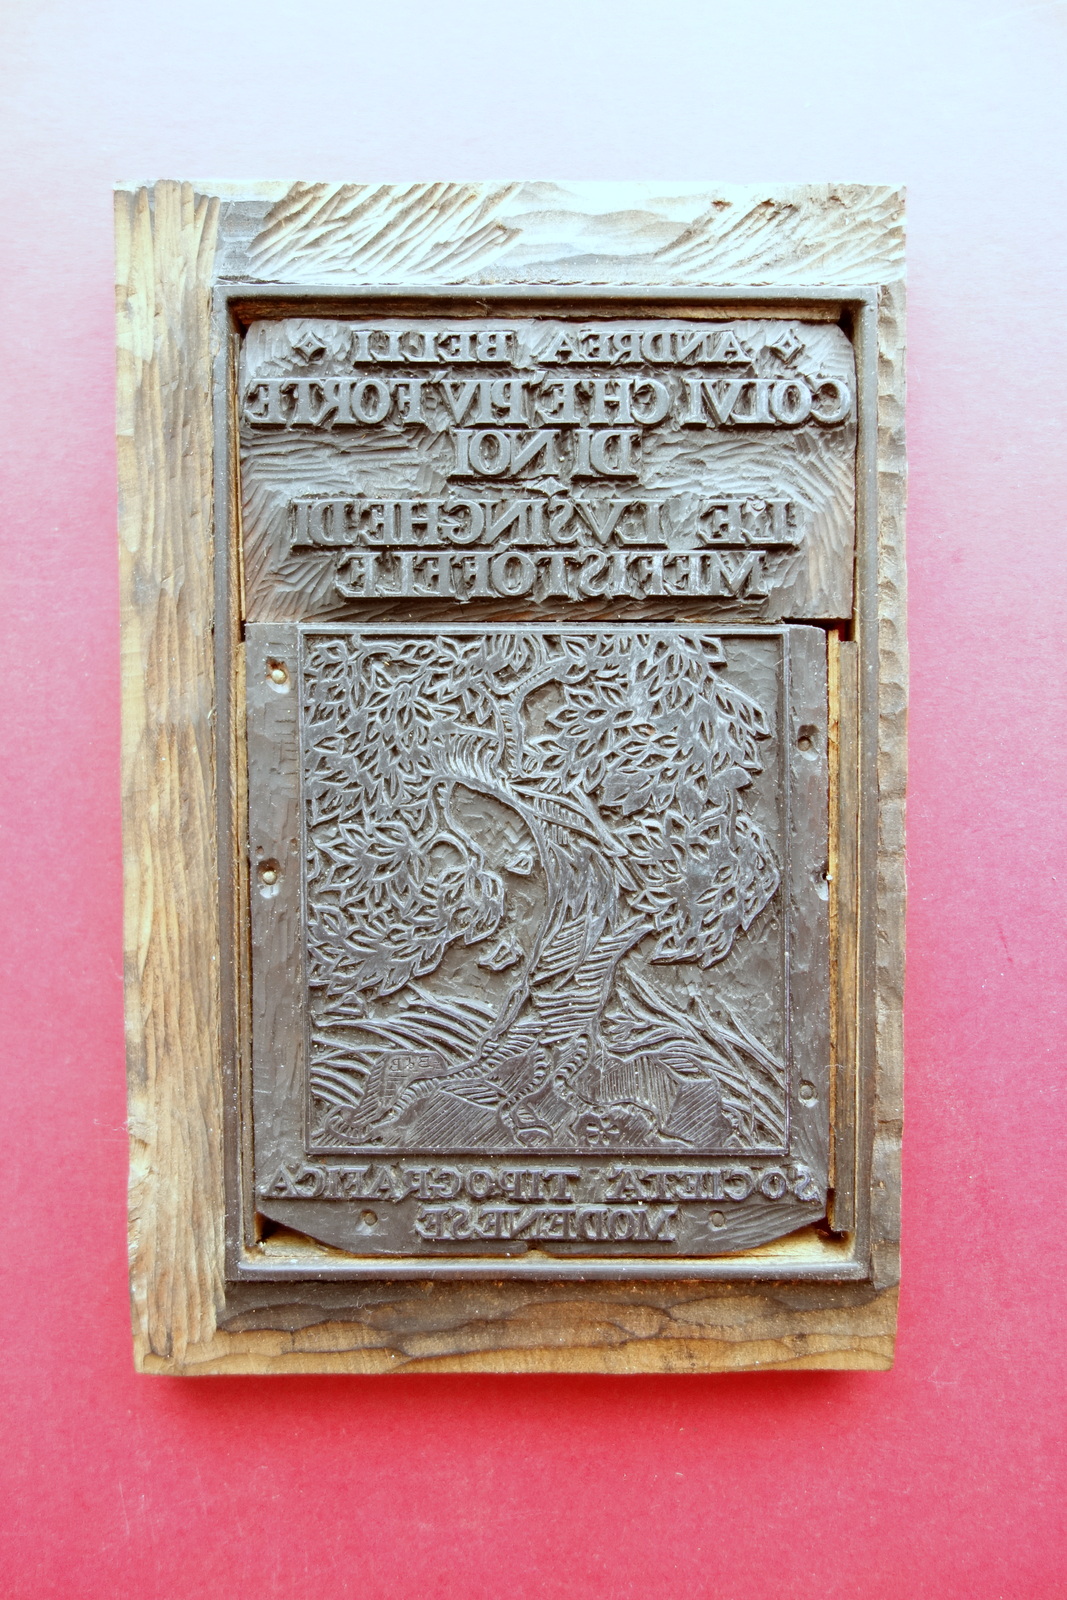 ANDREA BELLI
COLVI CHE' PIV' FORTE
DI NOI
LE LVSINGHE DI
MEFISTOFELE
SOCIETA' TIPOGRAFICA
MODENESE